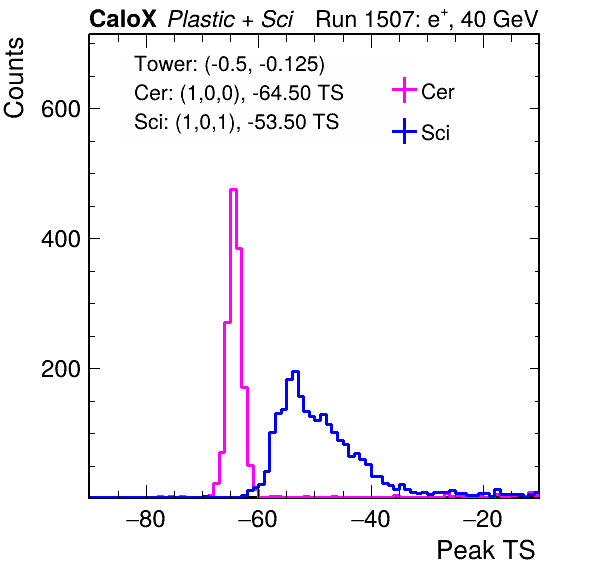 CaloX Plastic + Sci Run 1507: e⁺, 40 GeV
Counts
Tower: (-0.5, -0.125)
Cer: (1,0,0), -64.50 TS
Sci: (1,0,1), -53.50 TS
Cer
Sci
600
400
200
−80 −60 −40 −20
Peak TS